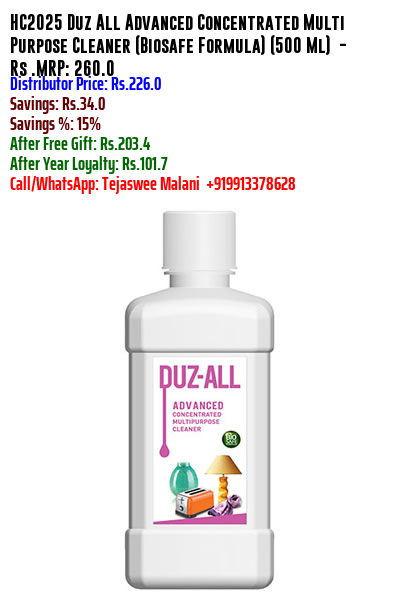 HC2025 Duz All Advanced Concentrated Multi
Purpose Cleaner (Biosafe Formula) (500 Ml) -
Rs .MRP: 260.0
Distributor Price: Rs.226.0
Savings: Rs.34.0
Savings %: 15%
After Free Gift: Rs.203.4
After Year Loyalty: Rs.101.7
Call/WhatsApp: Tejaswee Malani +919913378628
DUZ-ALL
ADVANCED
CONCENTRATED
MULTIPURPOSE
CLEANER
BIO
SAFE